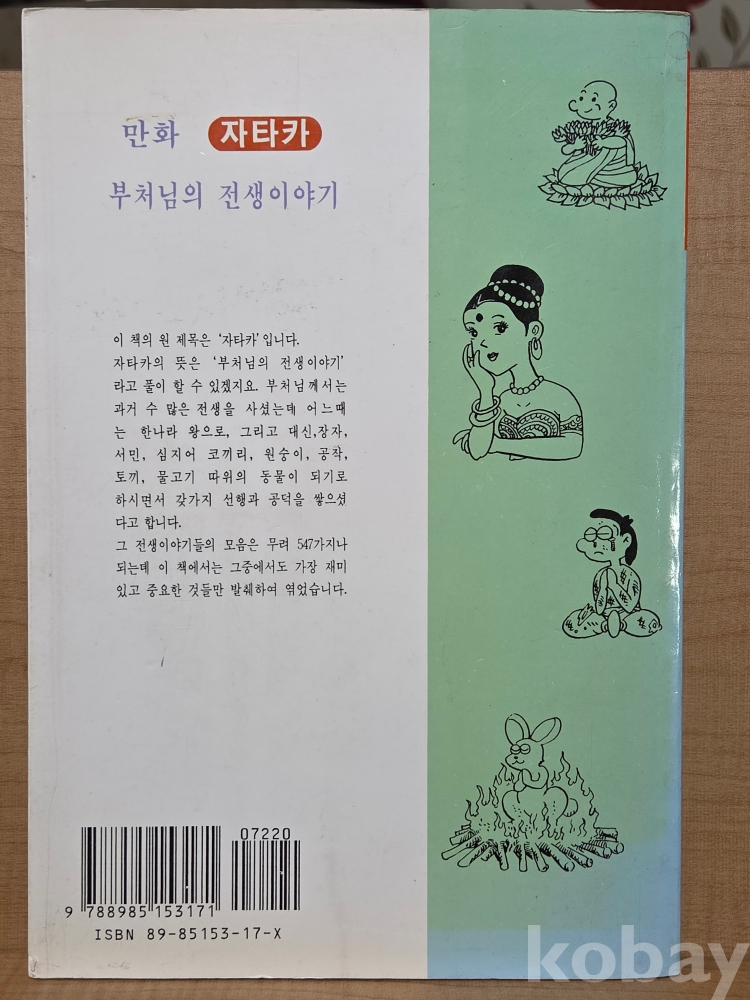 만화 자타카
부처님의 전생이야기
이 책의 원 제목은 '자타카'입니다.
자타카의 뜻은 '부처님의 전생이야기'
라고 풀이 할 수 있겠지요. 부처님께서는
과거 수 많은 전생을 사셨는데 어느때
는 한나라 왕으로, 그리고 대신,장자,
서민, 심지어 코끼리, 원숭이, 공작,
토끼, 물고기 따위의 동물이 되기로
하시면서 갖가지 선행과 공덕을 쌓으셨
다고 합니다.
그 전생이야기들의 모음은 무려 547가지나
되는데 이 책에서는 그중에서도 가장 재미
있고 중요한 것들만 발췌하여 엮었습니다.
07220
9 788985 153171
ISBN 89-85153-17-X
kobay